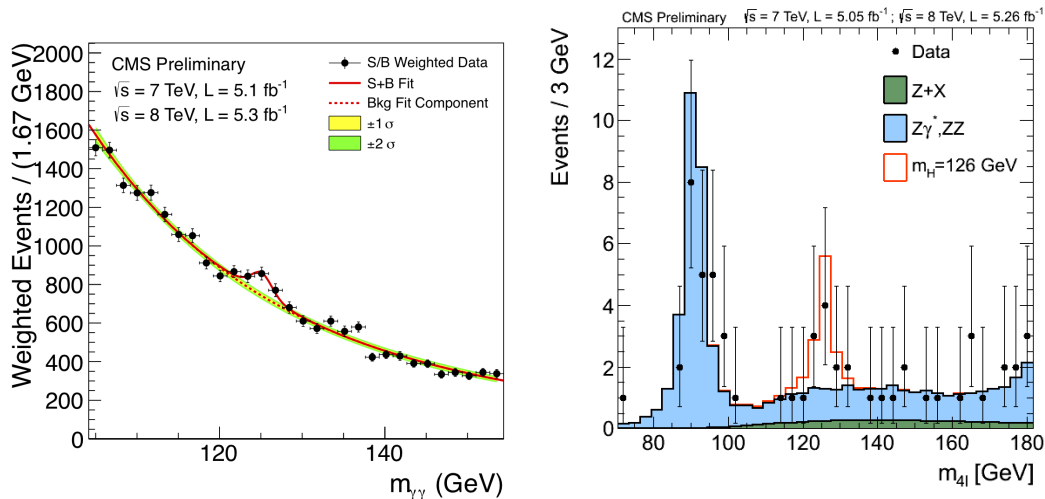 CMS Preliminary
√s = 7 TeV, L = 5.1 fb⁻¹
√s = 8 TeV, L = 5.3 fb⁻¹
S/B Weighted Data
S+B Fit
Bkg Fit Component
±1 σ
±2 σ
Weighted Events / (1.67 GeV)
2000
1800
1600
1400
1200
1000
800
600
400
200
0
120
140
m_γγ (GeV)
CMS Preliminary √s = 7 TeV, L = 5.05 fb⁻¹ ; √s = 8 TeV, L = 5.26 fb⁻¹
Data
Z+X
Zγ*,ZZ
m_H=126 GeV
Events / 3 GeV
12
10
8
6
4
2
0
80
100
120
140
160
180
m_4l [GeV]